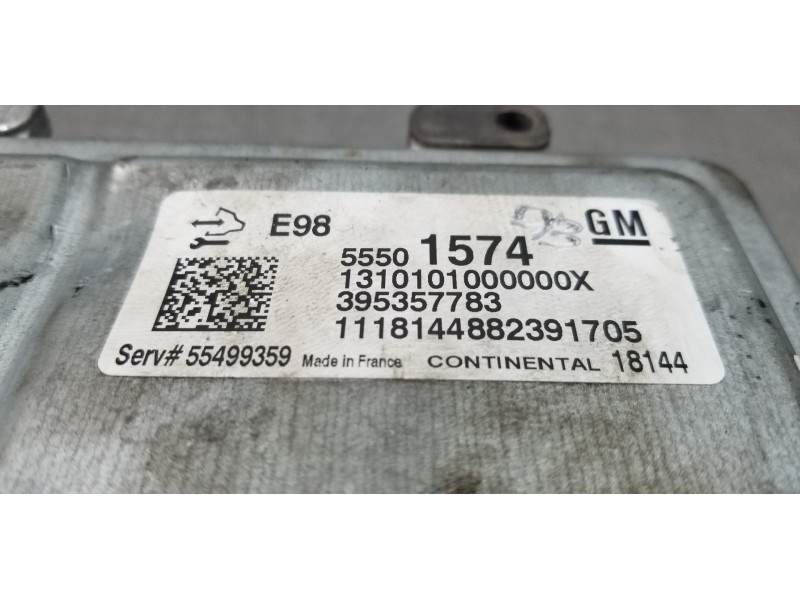 E98
GM
5550 1574
1310101000000X
395357783
1118144882391705
Serv# 55499359 Made in France CONTINENTAL 18144